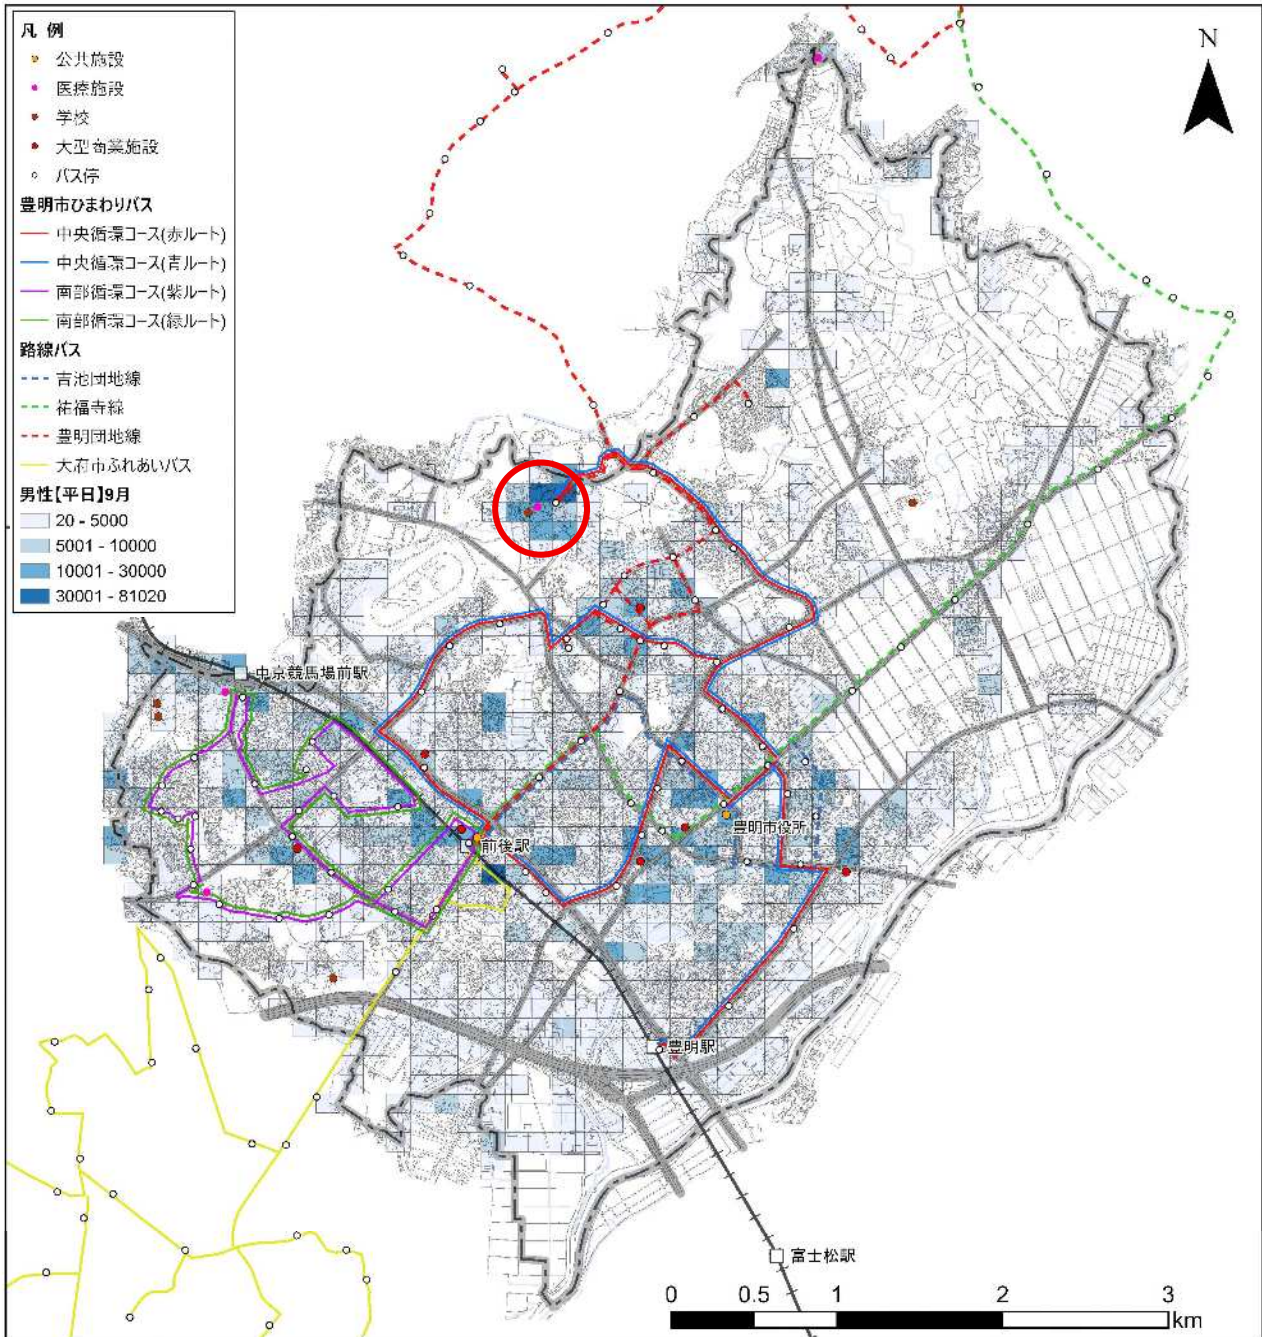 凡 例
公共施設
医療施設
学校
大型商業施設
バス停
豊明市ひまわりバス
中央循環コース(赤ルート)
中央循環コース(青ルート)
南部循環コース(紫ルート)
南部循環コース(緑ルート)
路線バス
吉池団地線
祐福寺線
豊明団地線
大府市ふれあいバス
男性【平日】9月
20 - 5000
5001 - 10000
10001 - 30000
30001 - 81020
N
中京競馬場前駅
豊明市役所
前後駅
豊明駅
富士松駅
0 0.5 1 2 3
km